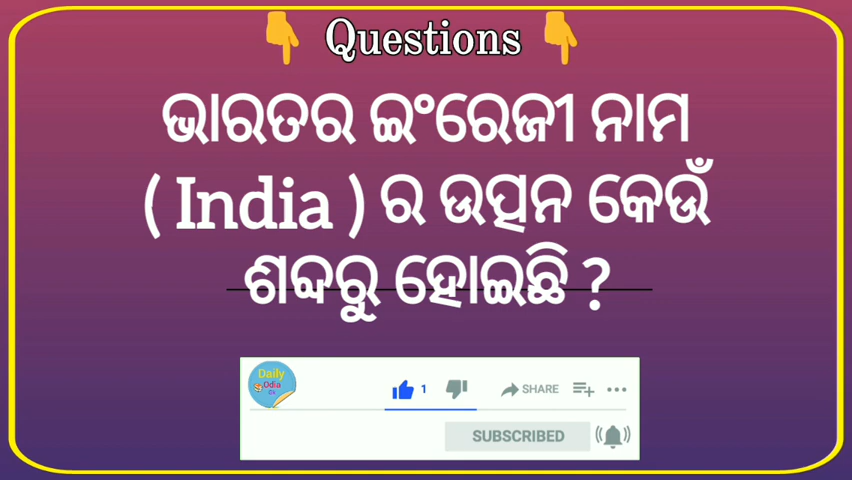 👇 Questions 👇
ଭାରତର ଇଂରେଜୀ ନାମ
( India ) ର ଉତ୍ପନ କେଉଁ
ଶବ୍ଦରୁ ହୋଇଛି ?
Daily
Odia
1
SHARE
SUBSCRIBED